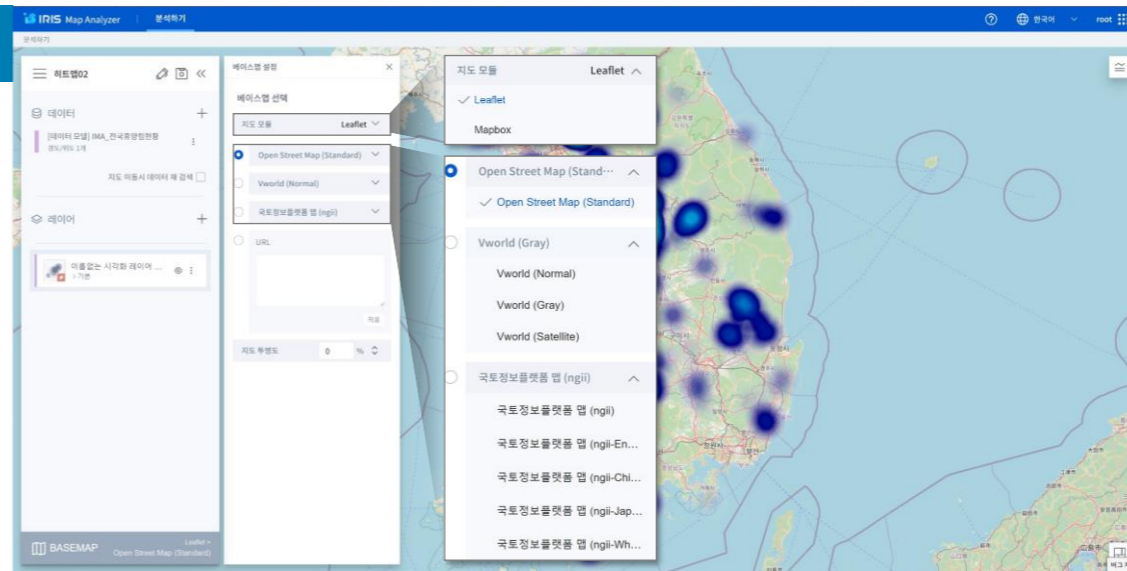 IRIS Map Analyzer
분석하기
한국어
root
분석하기
히트맵02
데이터
[데이터 모델] IMA_전국휴양림현황
경도/위도 1개
지도 이동시 데이터 재 검색
레이어
이름없는 시각화 레이어 ...
> 기본
BASEMAP
Leaflet >
Open Street Map (Standard)
베이스맵 설정
베이스맵 선택
지도 모듈 Leaflet
Open Street Map (Standard)
Vworld (Normal)
국토정보플랫폼 맵 (ngii)
URL
적용
지도 투명도 0 %
지도 모듈 Leaflet
Leaflet
Mapbox
Open Street Map (Stand...
Open Street Map (Standard)
Vworld (Gray)
Vworld (Normal)
Vworld (Gray)
Vworld (Satellite)
국토정보플랫폼 맵 (ngii)
국토정보플랫폼 맵 (ngii)
국토정보플랫폼 맵 (ngii-En...
국토정보플랫폼 맵 (ngii-Chi...
국토정보플랫폼 맵 (ngii-Jap...
국토정보플랫폼 맵 (ngii-Wh...